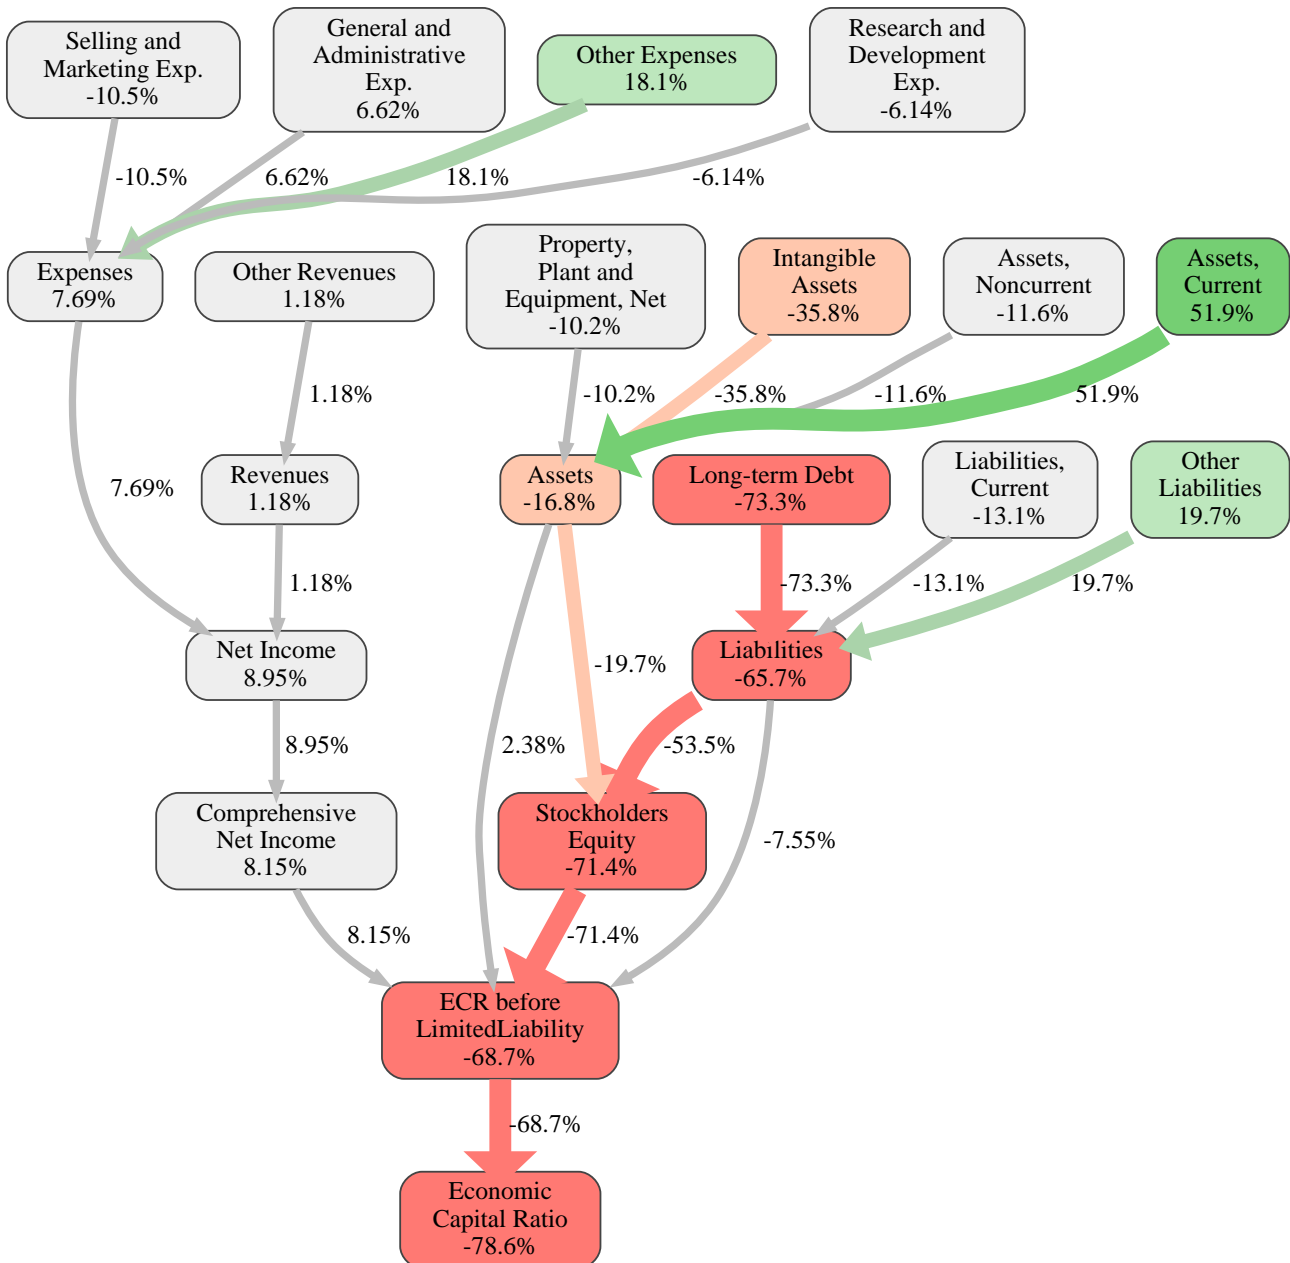 Selling and
Marketing Exp.
-10.5%
General and
Administrative
Exp.
6.62%
Other Expenses
18.1%
Research and
Development
Exp.
-6.14%
-10.5%
6.62%
18.1%
-6.14%
Expenses
7.69%
Other Revenues
1.18%
Property,
Plant and
Equipment, Net
-10.2%
Intangible
Assets
-35.8%
Assets,
Noncurrent
-11.6%
Assets,
Current
51.9%
1.18%
-10.2%
-35.8%
-11.6%
51.9%
7.69%
Revenues
1.18%
Assets
-16.8%
Long-term Debt
-73.3%
Liabilities,
Current
-13.1%
Other
Liabilities
19.7%
1.18%
-73.3%
-13.1%
19.7%
Net Income
8.95%
-19.7%
Liabilities
-65.7%
8.95%
2.38%
-53.5%
Comprehensive
Net Income
8.15%
Stockholders
Equity
-71.4%
-7.55%
8.15%
-71.4%
ECR before
LimitedLiability
-68.7%
-68.7%
Economic
Capital Ratio
-78.6%